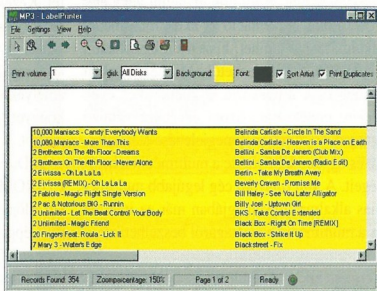 MP3 - LabelPrinter
File Settings View Help
Print volume 1 disk: All Disks Background: Font: Sort Artist Print Duplicates
10,000 Maniacs - Candy Everybody Wants
10,080 Maniacs - More Than This
2 Brothers On The 4th Floor - Dreams
2 Brothers On The 4th Floor - Never Alone
2 Eivissa - Oh La La La
2 Eivissa (REMIX) - Oh La La La
2 Fabiola - Magic Flight Single Version
2 Pac & Notorious BIG - Runnin
2 Unlimited - Let The Beat Control Your Body
2 Unlimited - Magic Friend
20 Fingers Feat. Roula - Lick It
7 Mary 3 - Water's Edge
Belinda Carlisle - Circle In The Sand
Belinda Carlisle - Heaven is a Place on Earth
Bellini - Samba De Janero (Club Mix)
Bellini - Samba De Janero (Radio Edit)
Berlin - Take My Breath Away
Beverly Craven - Promise Me
Bill Haley - See You Later Alligator
Billy Joel - Uptown Girl
BKS - Take Control Extended
Black Box - Right On Time [REMIX]
Black Box - Strike It Up
Blackstreet - Fix
Records Found: 354 Zoompercentage: 150% Page 1 of 2 Ready